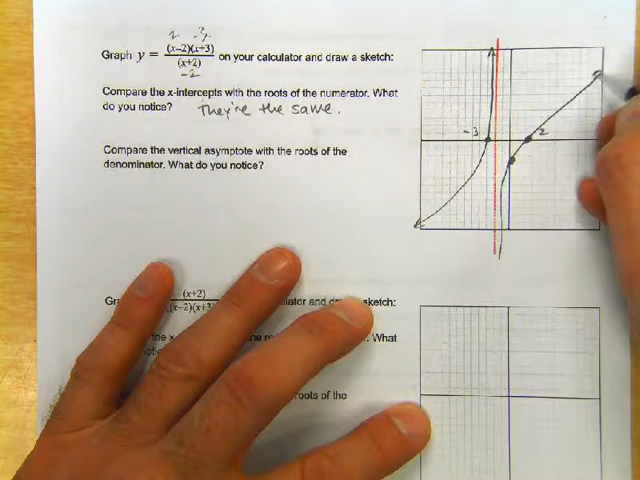 2 -3
Graph y = (x-2)(x+3) / (x+2) on your calculator and draw a sketch:
-2
Compare the x-intercepts with the roots of the numerator. What
do you notice? They're the same.
-3 2
Compare the vertical asymptote with the roots of the
denominator. What do you notice?
(x+2) / (x-2)(x+3) sketch:
What
roots of the